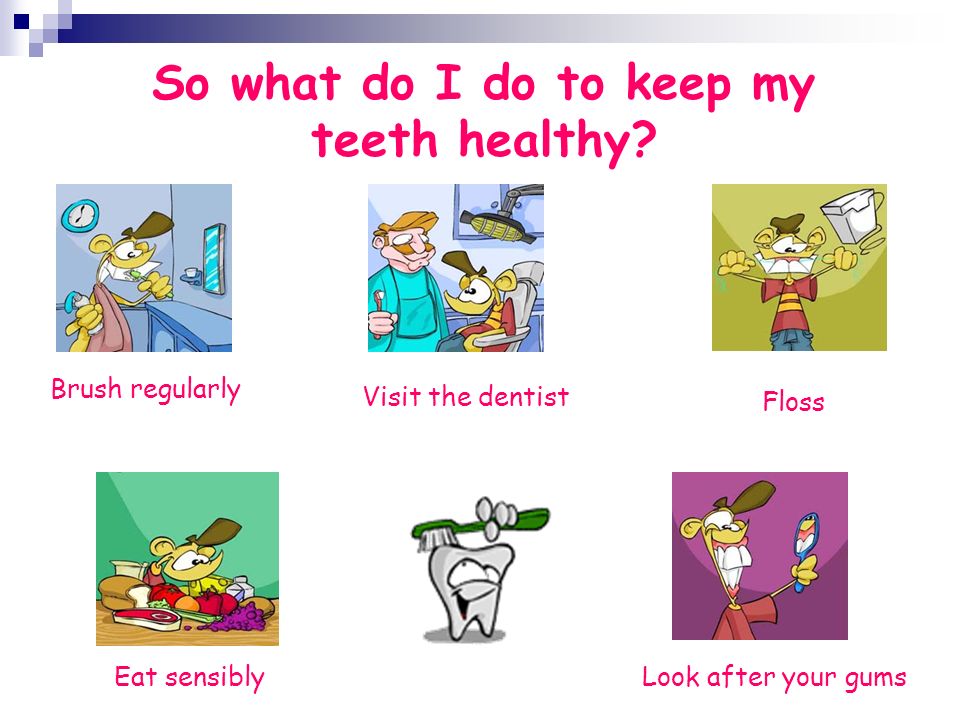 So what do I do to keep my
teeth healthy?
Brush regularly
Visit the dentist
Floss
Eat sensibly
Look after your gums